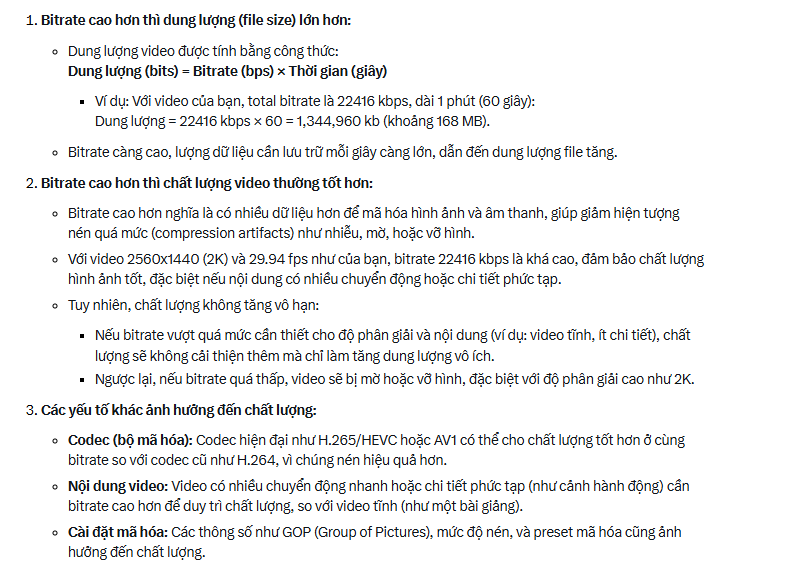 1. Bitrate cao hơn thì dung lượng (file size) lớn hơn:
◦ Dung lượng video được tính bằng công thức:
Dung lượng (bits) = Bitrate (bps) × Thời gian (giây)
▪ Ví dụ: Với video của bạn, total bitrate là 22416 kbps, dài 1 phút (60 giây):
Dung lượng = 22416 kbps × 60 = 1,344,960 kb (khoảng 168 MB).
◦ Bitrate càng cao, lượng dữ liệu cần lưu trữ mỗi giây càng lớn, dẫn đến dung lượng file tăng.
2. Bitrate cao hơn thì chất lượng video thường tốt hơn:
◦ Bitrate cao hơn nghĩa là có nhiều dữ liệu hơn để mã hóa hình ảnh và âm thanh, giúp giảm hiện tượng
nén quá mức (compression artifacts) như nhiễu, mờ, hoặc vỡ hình.
◦ Với video 2560x1440 (2K) và 29.94 fps như của bạn, bitrate 22416 kbps là khá cao, đảm bảo chất lượng
hình ảnh tốt, đặc biệt nếu nội dung có nhiều chuyển động hoặc chi tiết phức tạp.
◦ Tuy nhiên, chất lượng không tăng vô hạn:
▪ Nếu bitrate vượt quá mức cần thiết cho độ phân giải và nội dung (ví dụ: video tĩnh, ít chi tiết), chất
lượng sẽ không cải thiện thêm mà chỉ làm tăng dung lượng vô ích.
▪ Ngược lại, nếu bitrate quá thấp, video sẽ bị mờ hoặc vỡ hình, đặc biệt với độ phân giải cao như 2K.
3. Các yếu tố khác ảnh hưởng đến chất lượng:
◦ Codec (bộ mã hóa): Codec hiện đại như H.265/HEVC hoặc AV1 có thể cho chất lượng tốt hơn ở cùng
bitrate so với codec cũ như H.264, vì chúng nén hiệu quả hơn.
◦ Nội dung video: Video có nhiều chuyển động nhanh hoặc chi tiết phức tạp (như cảnh hành động) cần
bitrate cao hơn để duy trì chất lượng, so với video tĩnh (như một bài giảng).
◦ Cài đặt mã hóa: Các thông số như GOP (Group of Pictures), mức độ nén, và preset mã hóa cũng ảnh
hưởng đến chất lượng.